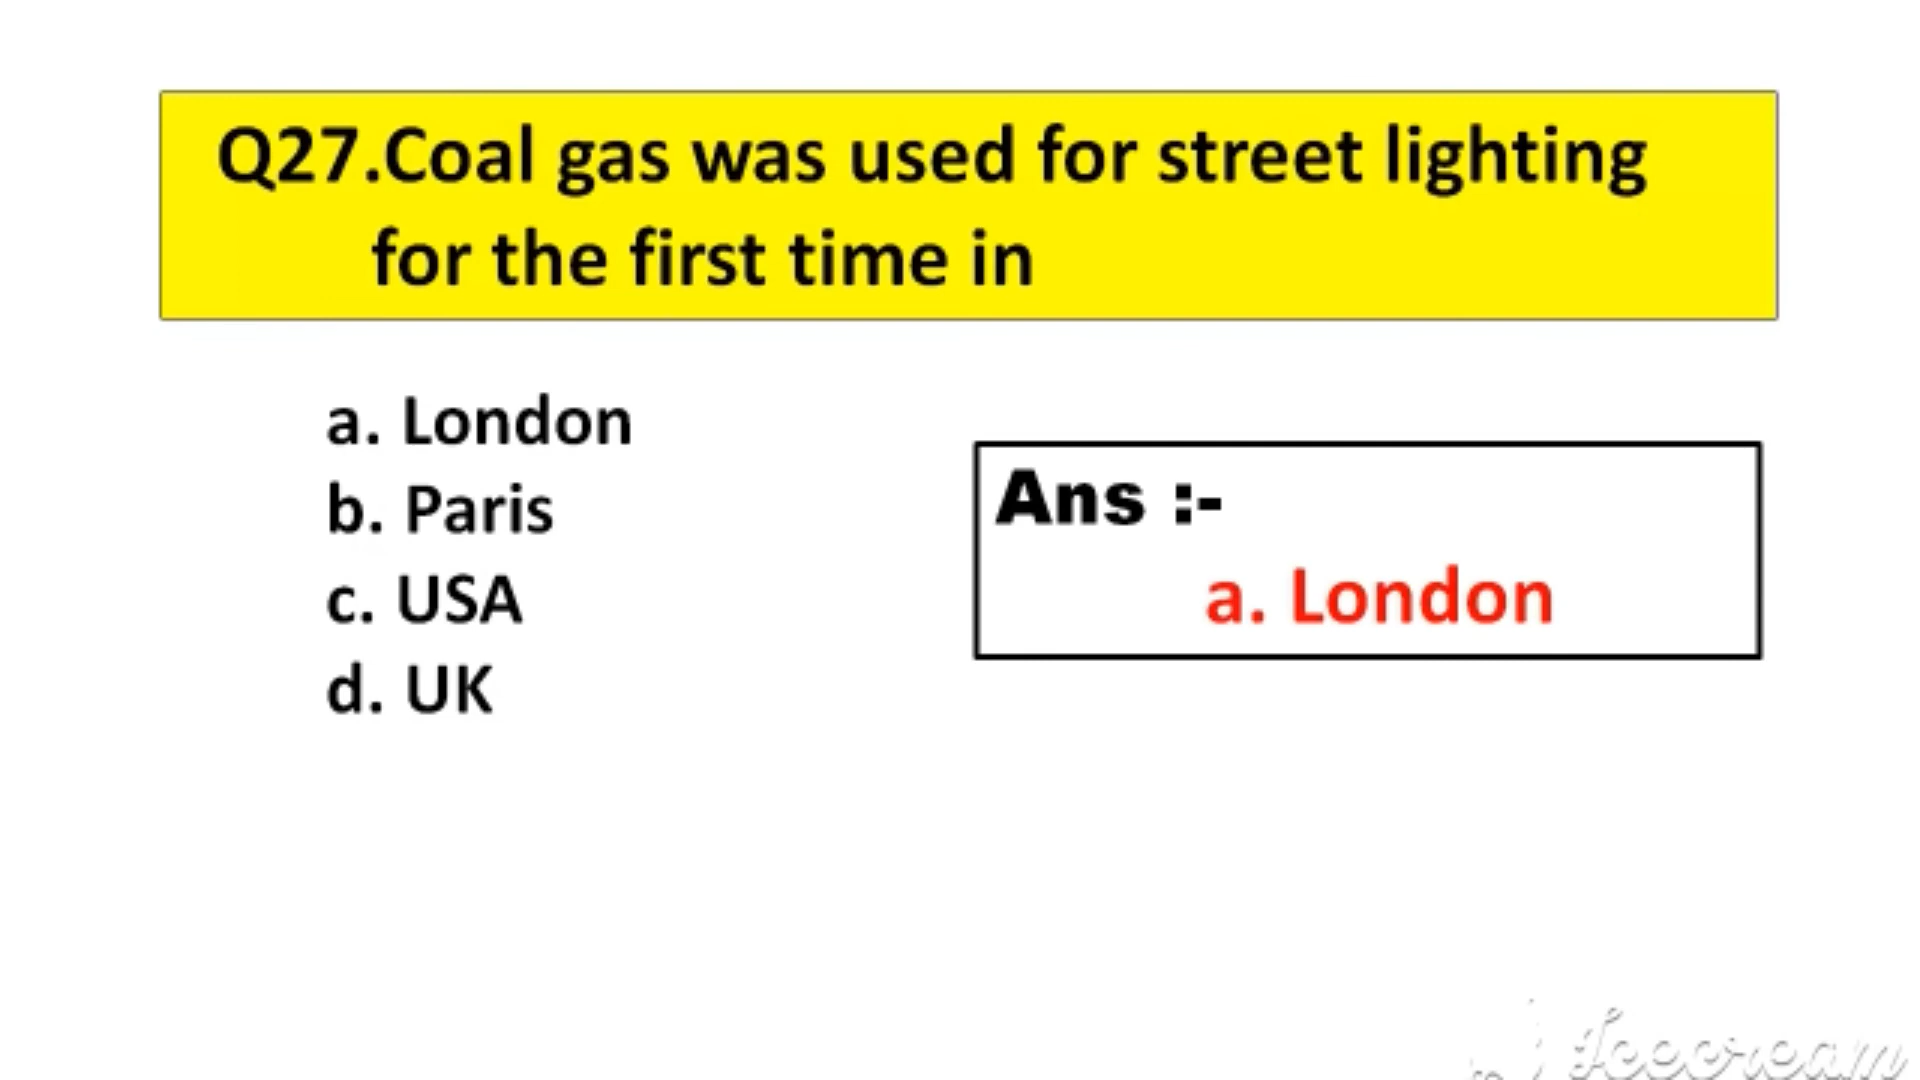 Q27.Coal gas was used for street lighting
for the first time in
a. London
b. Paris
c. USA
d. UK
Ans :-
a. London
Icecream